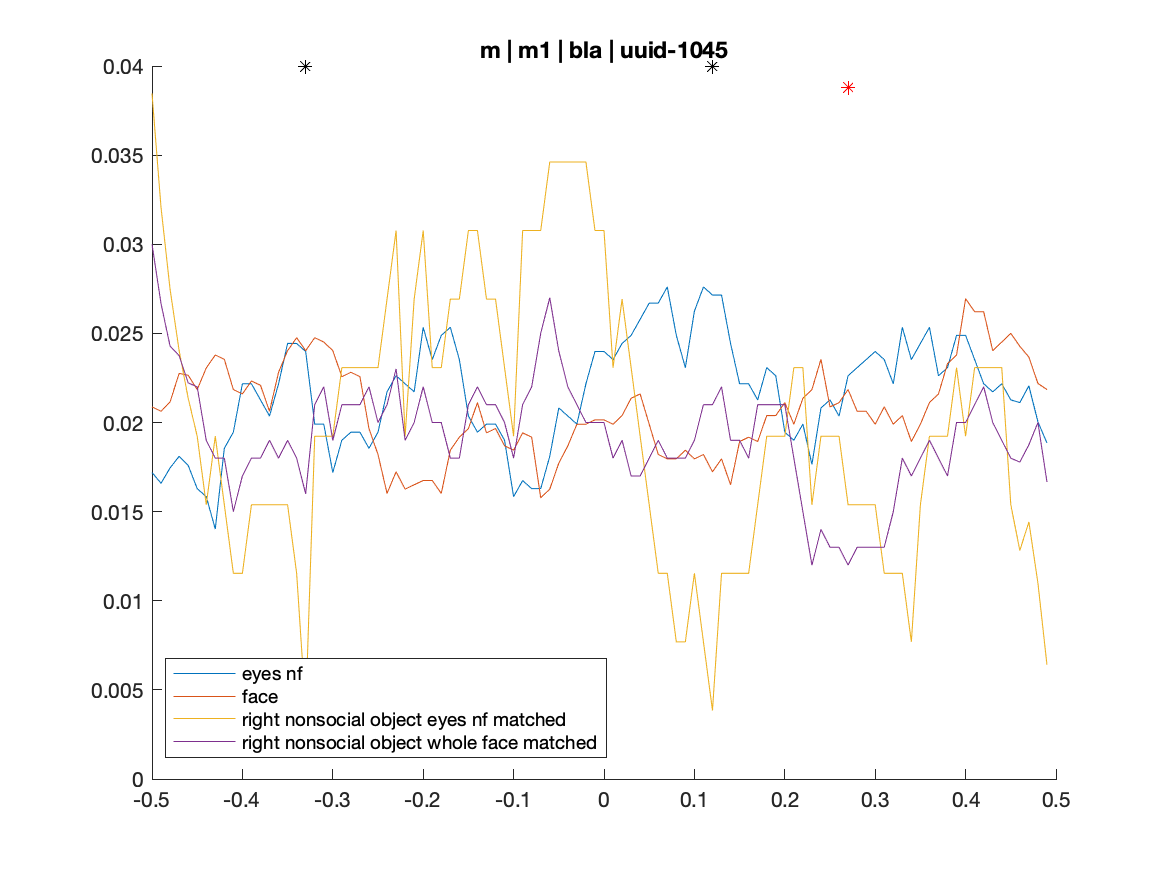 m | m1 | bla | uuid-1045
0.04
0.035
0.03
0.025
0.02
0.015
0.01
0.005
0
eyes nf
face
right nonsocial object eyes nf matched
right nonsocial object whole face matched
-0.5 -0.4 -0.3 -0.2 -0.1 0 0.1 0.2 0.3 0.4 0.5